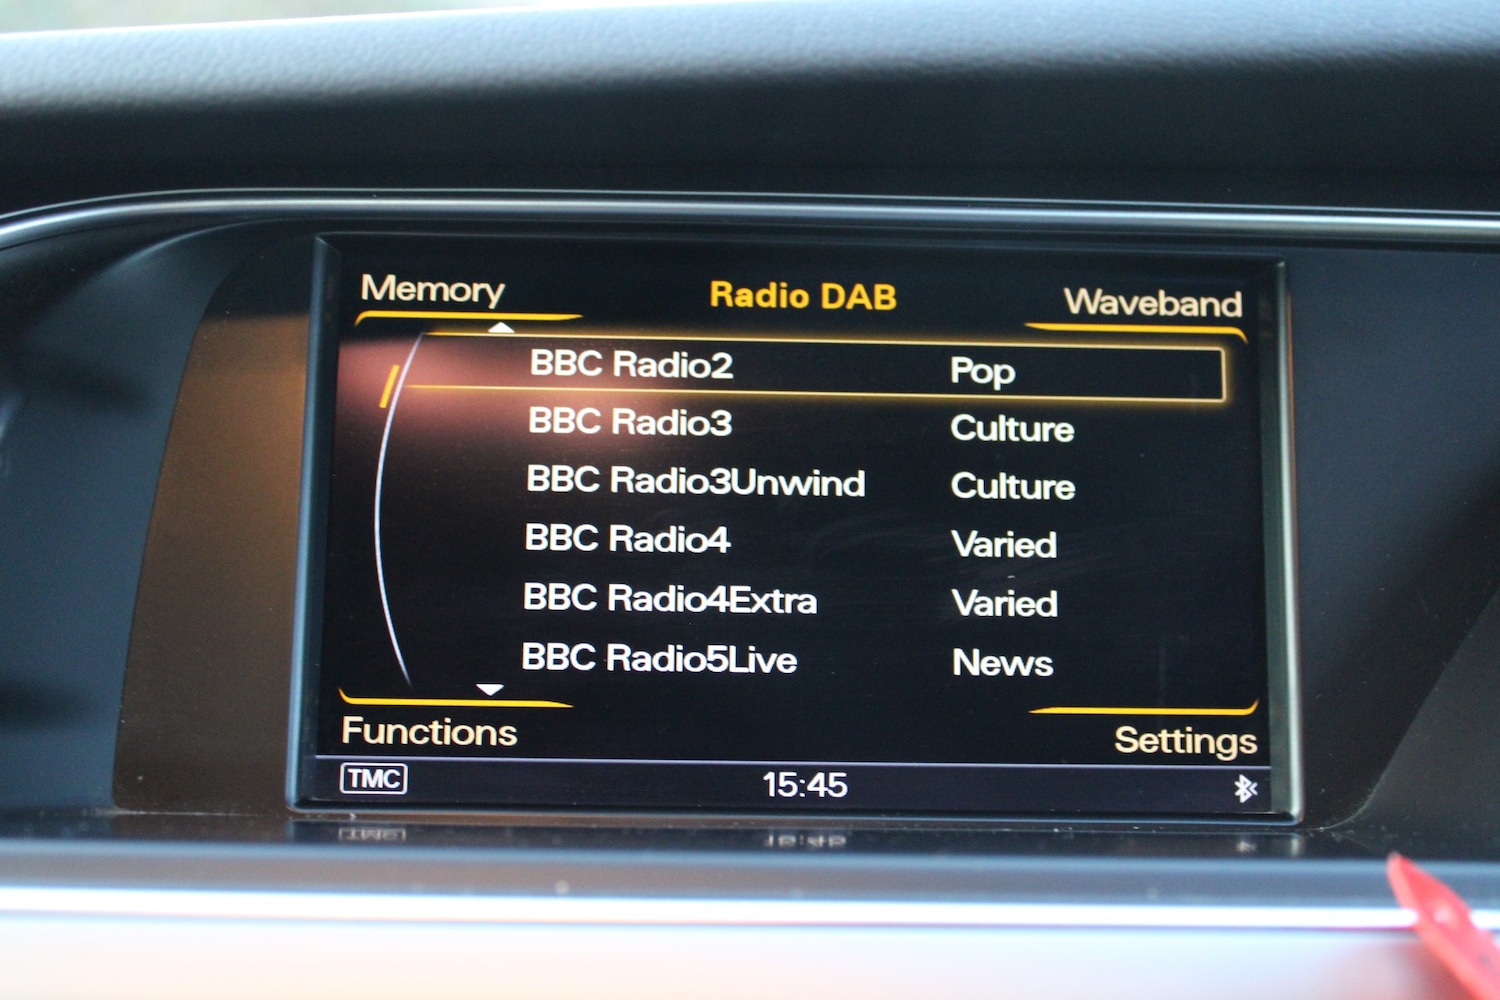 Memory Radio DAB Waveband
BBC Radio2 Pop
BBC Radio3 Culture
BBC Radio3Unwind Culture
BBC Radio4 Varied
BBC Radio4Extra Varied
BBC Radio5Live News
Functions Settings
TMC 15:45